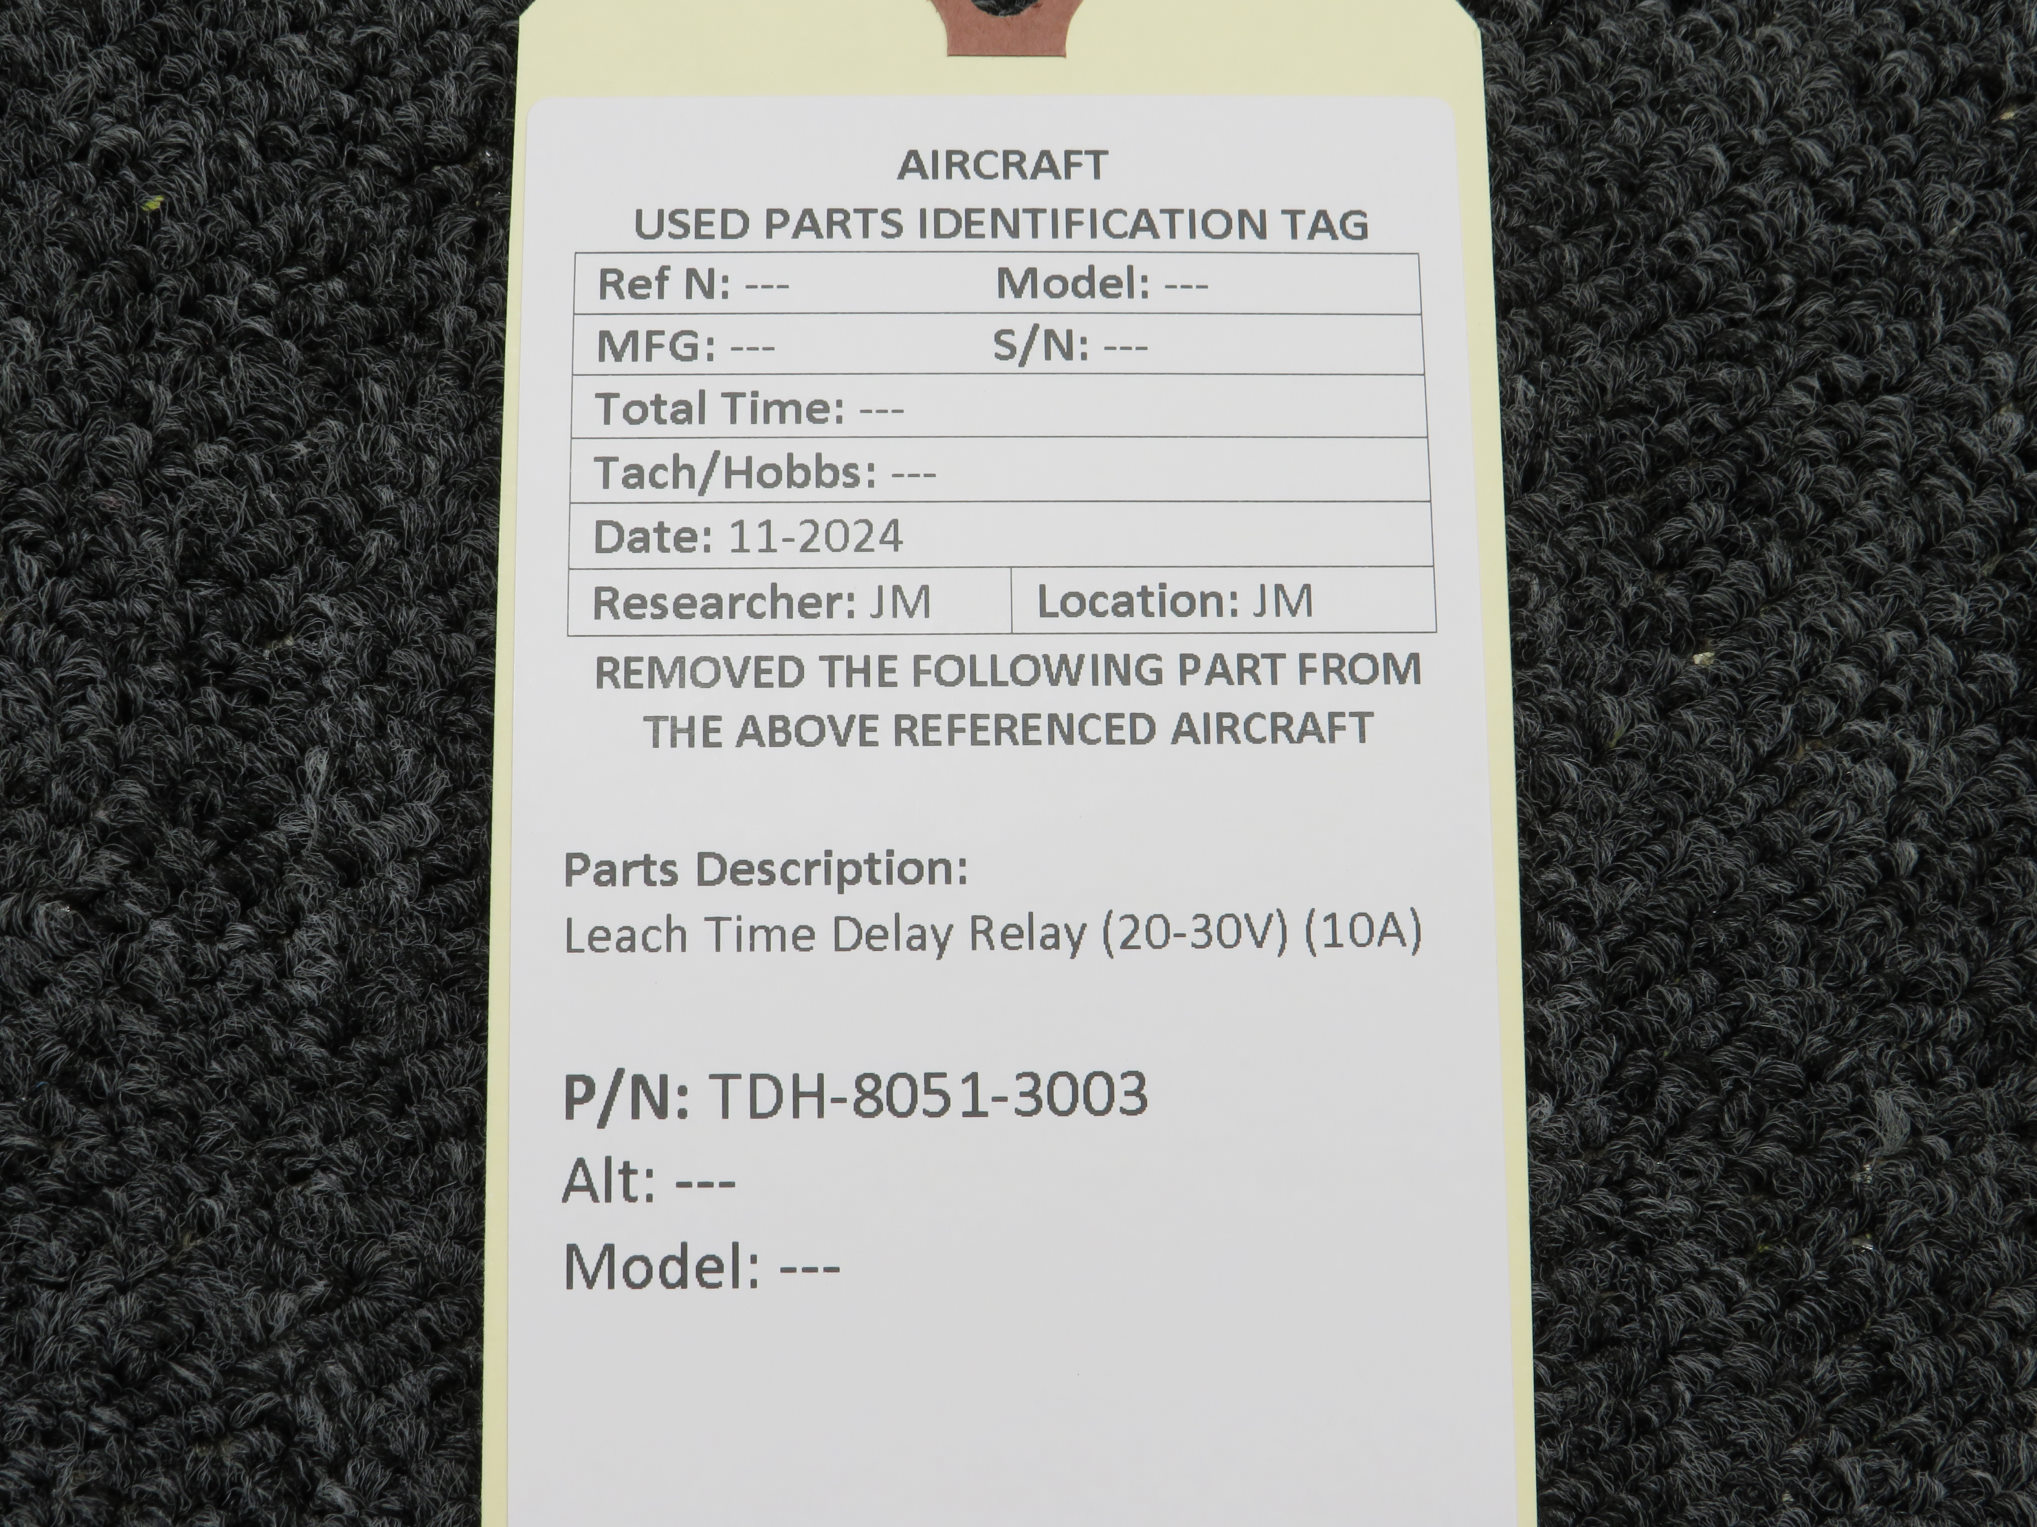 AIRCRAFT
USED PARTS IDENTIFICATION TAG
Ref N: --- Model: ---
MFG: --- S/N: ---
Total Time: ---
Tach/Hobbs: ---
Date: 11-2024
Researcher: JM Location: JM
REMOVED THE FOLLOWING PART FROM
THE ABOVE REFERENCED AIRCRAFT
Parts Description:
Leach Time Delay Relay (20-30V) (10A)
P/N: TDH-8051-3003
Alt: ---
Model: ---